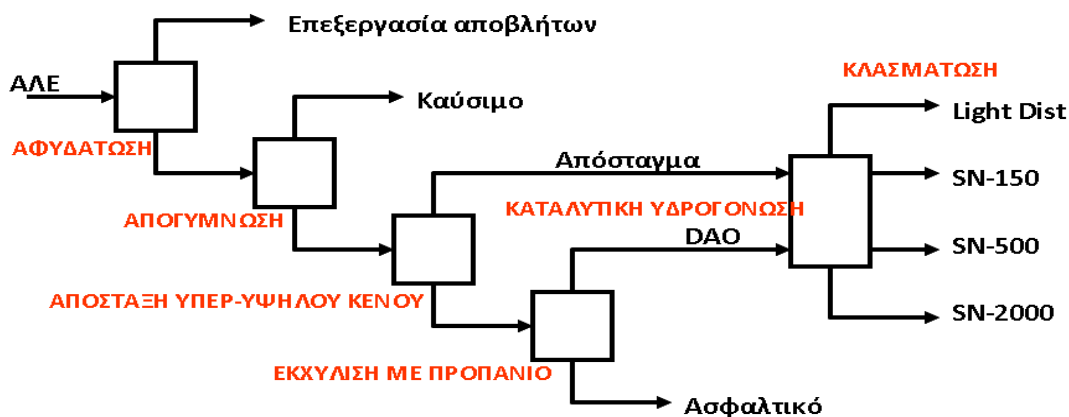 Επεξεργασία αποβλήτων
ΚΛΑΣΜΑΤΩΣΗ
ΑΛΕ
Καύσιμο
Light Dist
ΑΦΥΔΑΤΩΣΗ
Απόσταγμα
SN-150
ΑΠΟΓΥΜΝΩΣΗ
ΚΑΤΑΛΥΤΙΚΗ ΥΔΡΟΓΟΝΩΣΗ
DAO
SN-500
ΑΠΟΣΤΑΞΗ ΥΠΕΡ-ΥΨΗΛΟΥ ΚΕΝΟΥ
SN-2000
ΕΚΧΥΛΙΣΗ ΜΕ ΠΡΟΠΑΝΙΟ
Ασφαλτικό